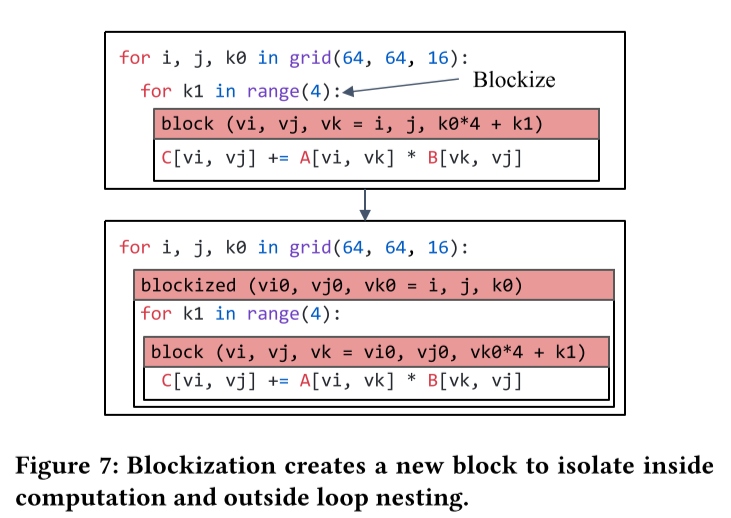 for i, j, k0 in grid(64, 64, 16):
for k1 in range(4):
Blockize
block (vi, vj, vk = i, j, k0*4 + k1)
C[vi, vj] += A[vi, vk] * B[vk, vj]
for i, j, k0 in grid(64, 64, 16):
blockized (vi0, vj0, vk0 = i, j, k0)
for k1 in range(4):
block (vi, vj, vk = vi0, vj0, vk0*4 + k1)
C[vi, vj] += A[vi, vk] * B[vk, vj]
Figure 7: Blockization creates a new block to isolate inside
computation and outside loop nesting.